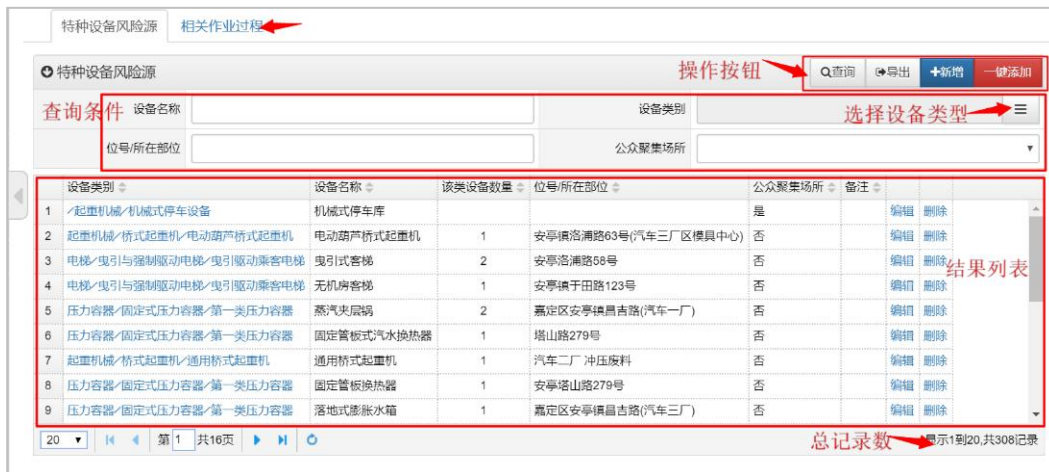 特种设备风险源 相关作业过程
特种设备风险源 操作按钮 查询 导出 +新增 一键添加
查询条件 设备名称 设备类别 选择设备类型
位号/所在部位 公众聚集场所
设备类别 设备名称 该类设备数量 位号/所在部位 公众聚集场所 备注
1 /起重机械/机械式停车设备 机械式停车库 是 编辑 删除
2 起重机械/桥式起重机/电动葫芦桥式起重机 电动葫芦桥式起重机 1 安亭镇洛浦路63号(汽车三厂区模具中心) 否 编辑 删除
3 电梯/曳引与强制驱动电梯/曳引驱动乘客电梯 曳引式客梯 2 安亭洛浦路58号 否 编辑 删除
结果列表
4 电梯/曳引与强制驱动电梯/曳引驱动乘客电梯 无机房客梯 1 安亭镇于田路123号 否 编辑 删除
5 压力容器/固定式压力容器/第一类压力容器 蒸汽夹层锅 2 嘉定区安亭镇昌吉路(汽车一厂) 否 编辑 删除
6 压力容器/固定式压力容器/第一类压力容器 固定管板式汽水换热器 1 塔山路279号 否 编辑 删除
7 起重机械/桥式起重机/通用桥式起重机 通用桥式起重机 1 汽车二厂 冲压废料 否 编辑 删除
8 压力容器/固定式压力容器/第一类压力容器 固定管板换热器 1 安亭塔山路279号 否 编辑 删除
9 压力容器/固定式压力容器/第一类压力容器 落地式膨胀水箱 1 嘉定区安亭镇昌吉路(汽车三厂) 否 编辑 删除
20 第 1 共16页 总记录数 显示1到20,共308记录